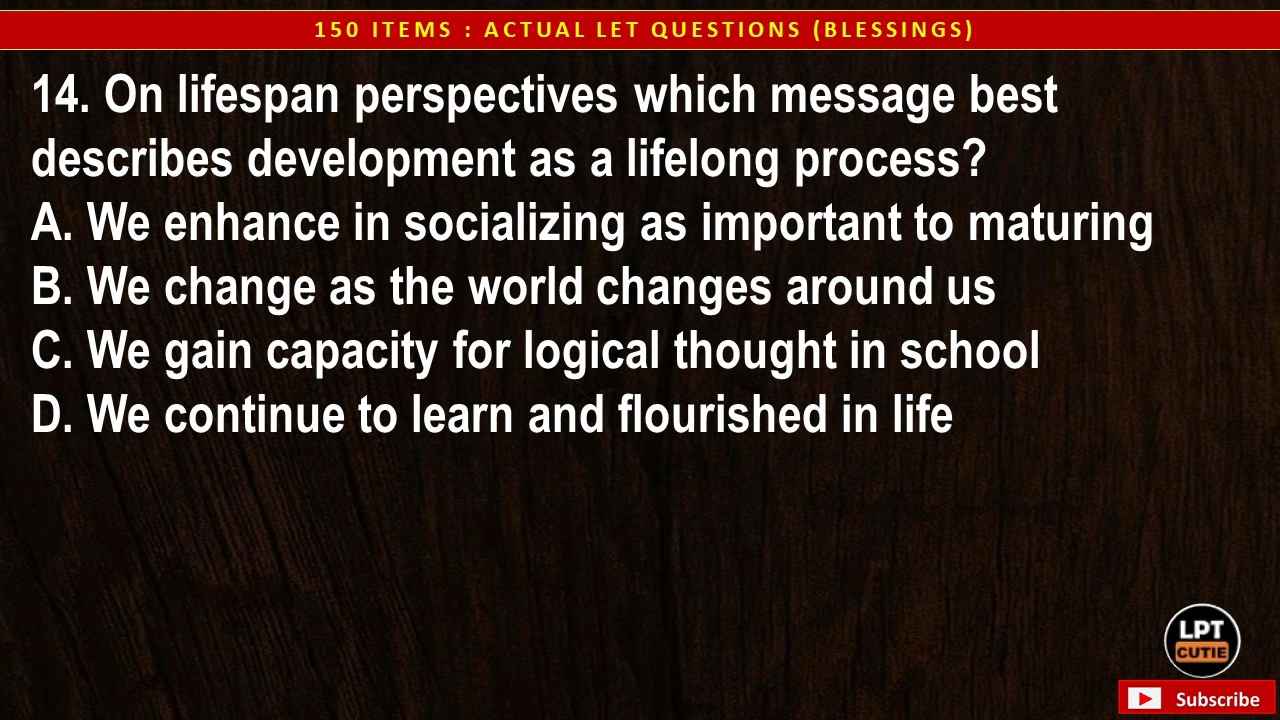 150 ITEMS : ACTUAL LET QUESTIONS (BLESSINGS)
14. On lifespan perspectives which message best
describes development as a lifelong process?
A. We enhance in socializing as important to maturing
B. We change as the world changes around us
C. We gain capacity for logical thought in school
D. We continue to learn and flourished in life
LPT
CUTIE
Subscribe